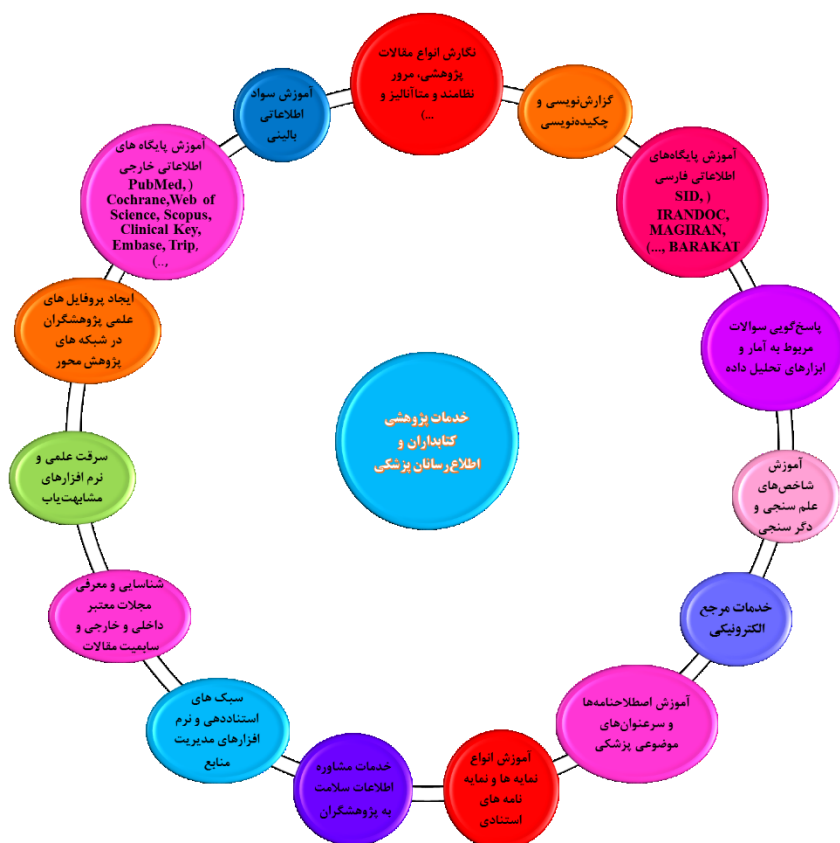 نگارش انواع مقالات
پژوهشی، مرور
نظامند و متاآنالیز و
(...
گزارش‌نویسی و
چکیده‌نویسی
آموزش پایگاه‌های
اطلاعاتی فارسی
SID, )
IRANDOC,
MAGIRAN,
(..., BARAKAT
پاسخ‌گویی سوالات
مربوط به آمار و
ابزارهای تحلیل داده
آموزش
شاخص‌های
علم سنجی و
دگر سنجی
خدمات مرجع
الکترونیکی
آموزش اصطلاحنامه‌ها
و سرعنوان‌های
موضوعی پزشکی
آموزش انواع
نمایه ها و نمایه
نامه های
استنادی
خدمات مشاوره
اطلاعات سلامت
به پژوهشگران
سبک های
استناددهی و نرم
افزارهای مدیریت
منابع
شناسایی و معرفی
مجلات معتبر
داخلی و خارجی و
سابمیت مقالات
سرقت علمی و
نرم افزارهای
مشابهت‌یاب
ایجاد پروفایل های
علمی پژوهشگران
در شبکه های
پژوهش محور
آموزش پایگاه های
اطلاعاتی خارجی
PubMed, )
Cochrane,Web of
Science, Scopus,
Clinical Key,
Embase, Trip,
(..,
آموزش سواد
اطلاعاتی
بالینی
خدمات پژوهشی
کتابداران و
اطلاع‌رسانان پزشکی